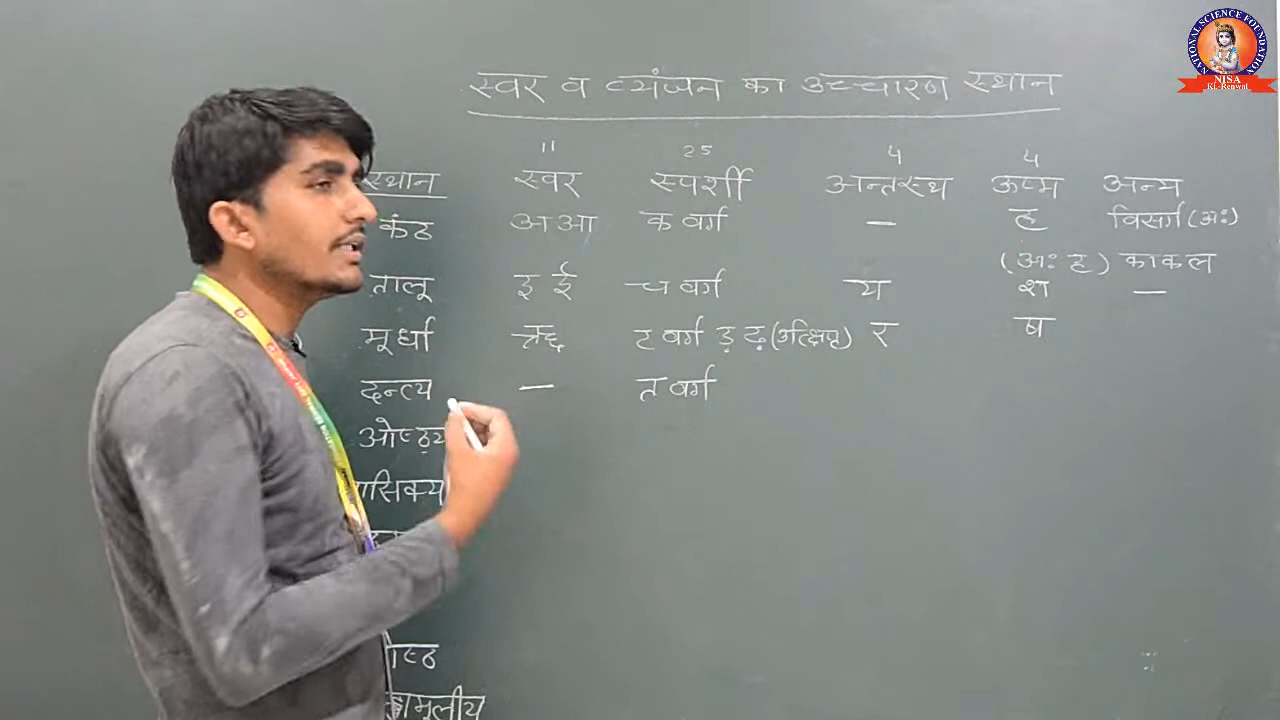 NATIONAL SCIENCE FOUNDATION
NISA
स्वर व व्यंजन का उच्चारण स्थान
11 25 4 4
स्थान स्वर स्पर्शी अन्तस्थ ऊष्म अन्य
कंठ अ आ क वर्ग — ह विसर्ग (अः)
(अः ह) काकल
तालू इ ई च वर्ग य श —
मूर्धा ऋ ट वर्ग ड़ ढ़ (उत्क्षिप्त) र ष
दन्त्य — त वर्ग
ओष्ठ्य